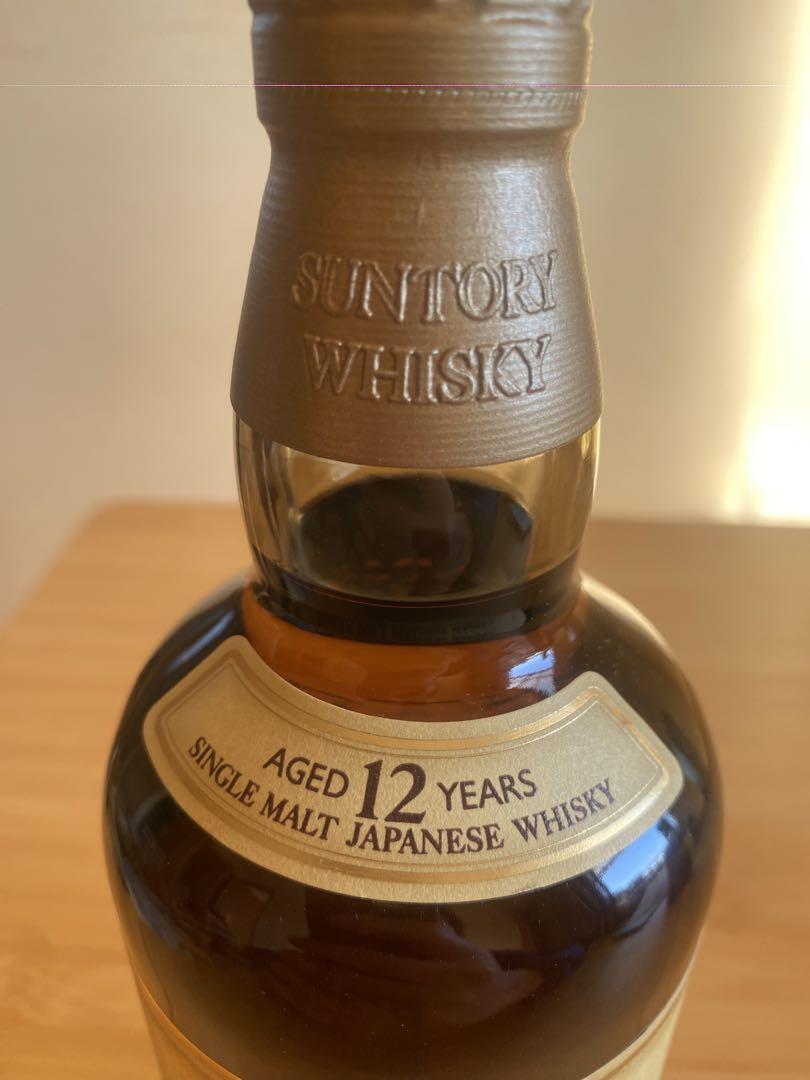 SUNTORY
WHISKY
AGED 12 YEARS
SINGLE MALT JAPANESE WHISKY